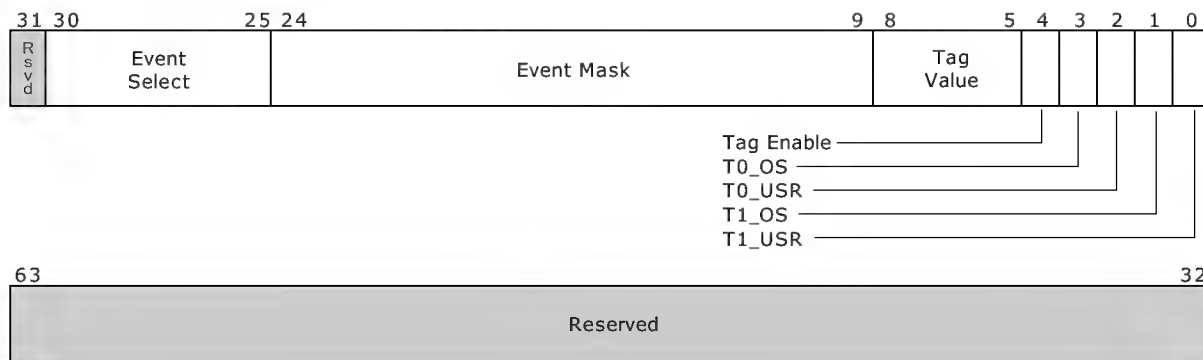 31 30 25 24 9 8 5 4 3 2 1 0
Rsvd
Event
Select
Event Mask
Tag
Value
Tag Enable
T0_OS
T0_USR
T1_OS
T1_USR
63 32
Reserved